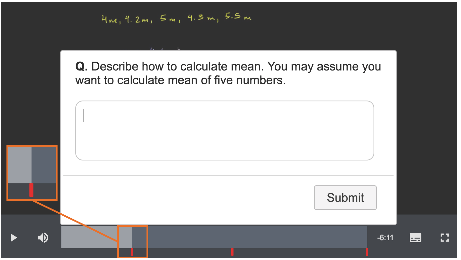 4m, 4.2m, 5m, 4.3m, 5.5m
Q. Describe how to calculate mean. You may assume you
want to calculate mean of five numbers.
Submit
-6:11